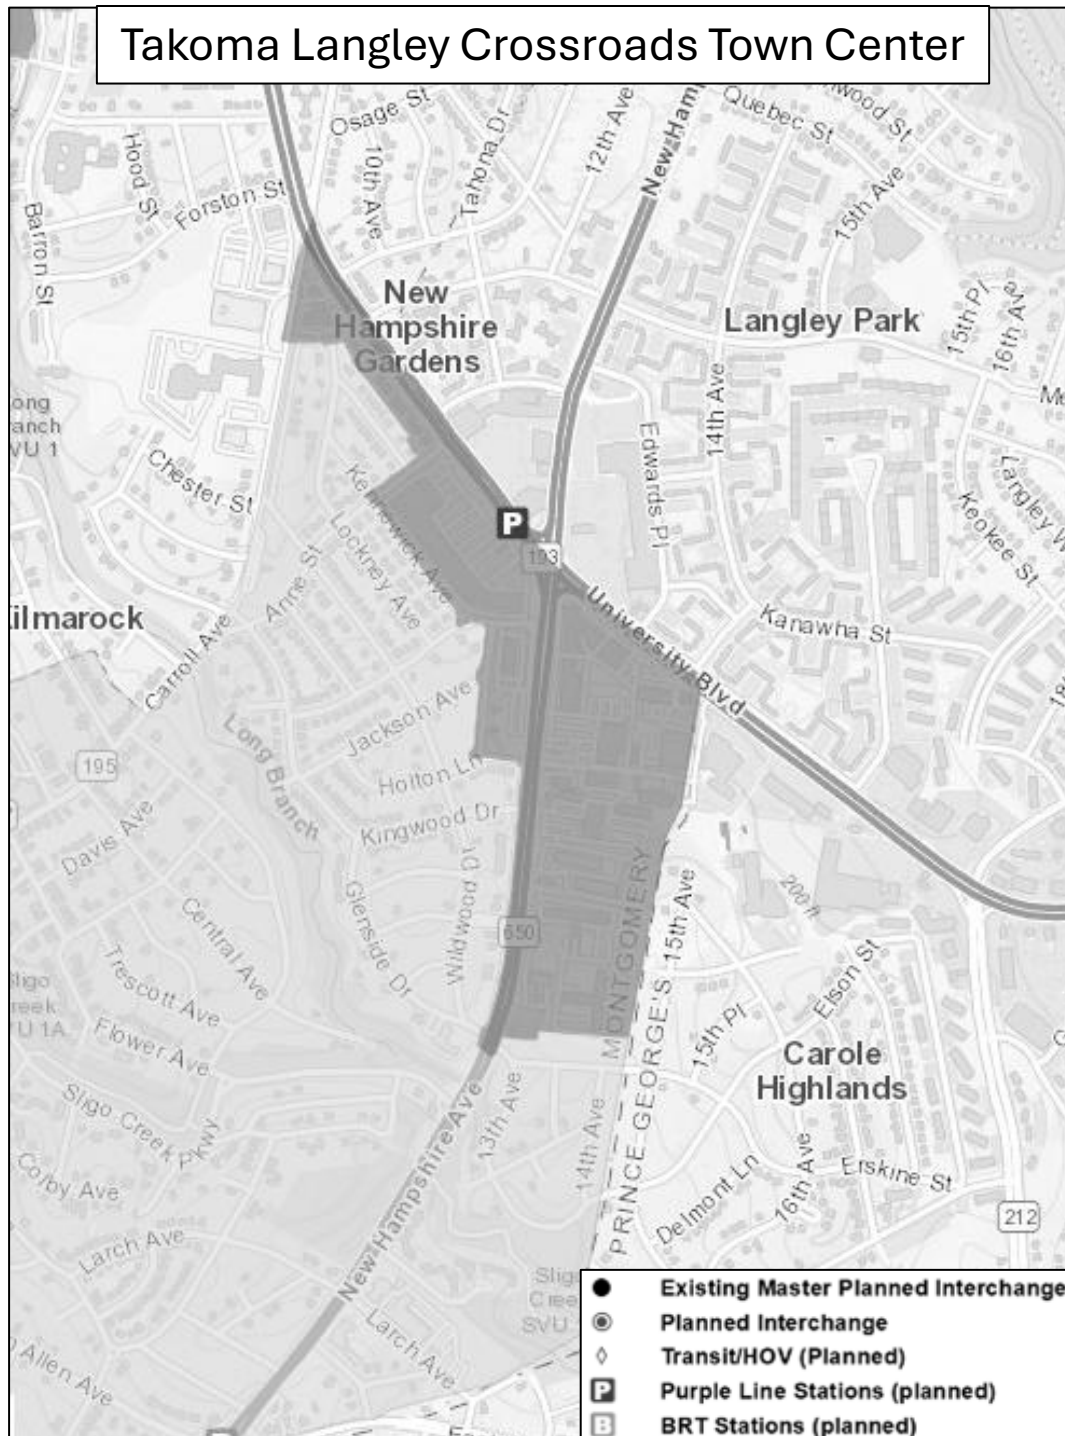 Takoma Langley Crossroads Town Center
Osage St
Quebec St
12th Ave
Tahona Dr
10th Ave
Hood St
Forston St
Barron St
15th Ave
New
Hampshire
Gardens
Langley Park
15th Pl
16th Ave
14th Ave
Edwards Pl
Chester St
Lockney Ave
Anne St
Keokee St
P
193
University Blvd
Kanawha St
Carroll Ave
Jackson Ave
Long Branch
Holton Ln
Kingwood Dr
195
Davis Ave
Glenside Dr
Central Ave
Trescott Ave
Flower Ave
650
MONTGOMERY
PRINCE GEORGE'S
15th Ave
200 ft
Elson St
15th Pl
Carole
Highlands
Sligo Creek Pkwy
Colby Ave
Larch Ave
New Hampshire Ave
13th Ave
14th Ave
Delmont Ln
16th Ave
Erskine St
212
Larch Ave
Allen Ave
Existing Master Planned Interchange
Planned Interchange
Transit/HOV (Planned)
P Purple Line Stations (planned)
B BRT Stations (planned)